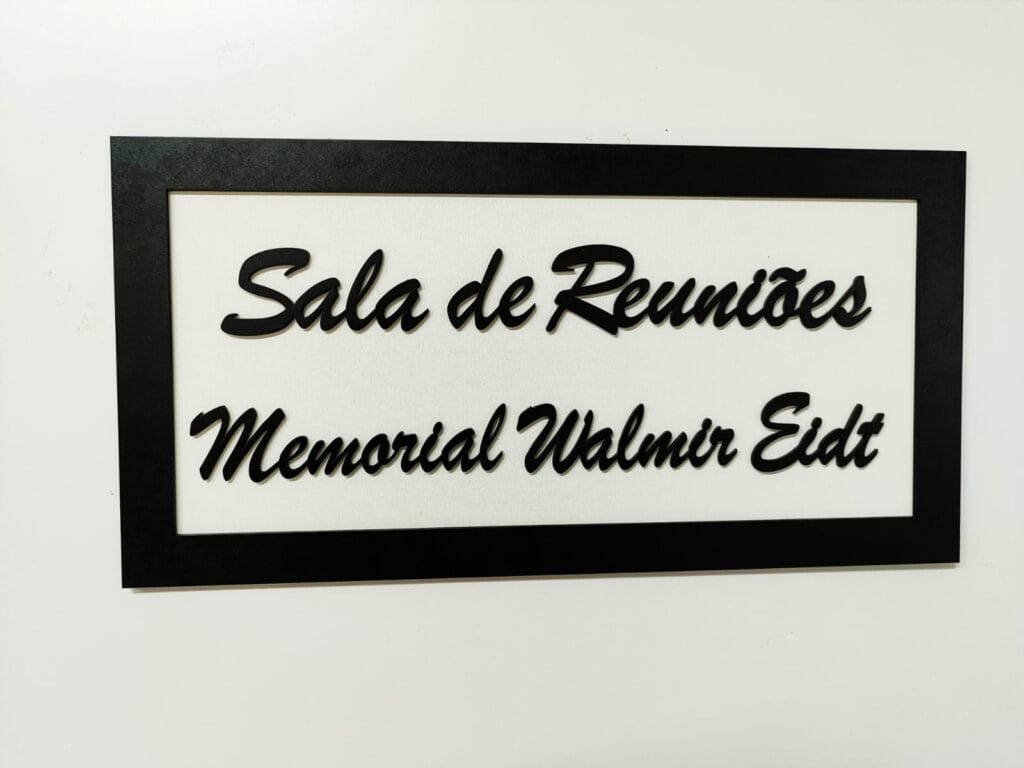 Sala de Reuniões
Memorial Walmir Eidt